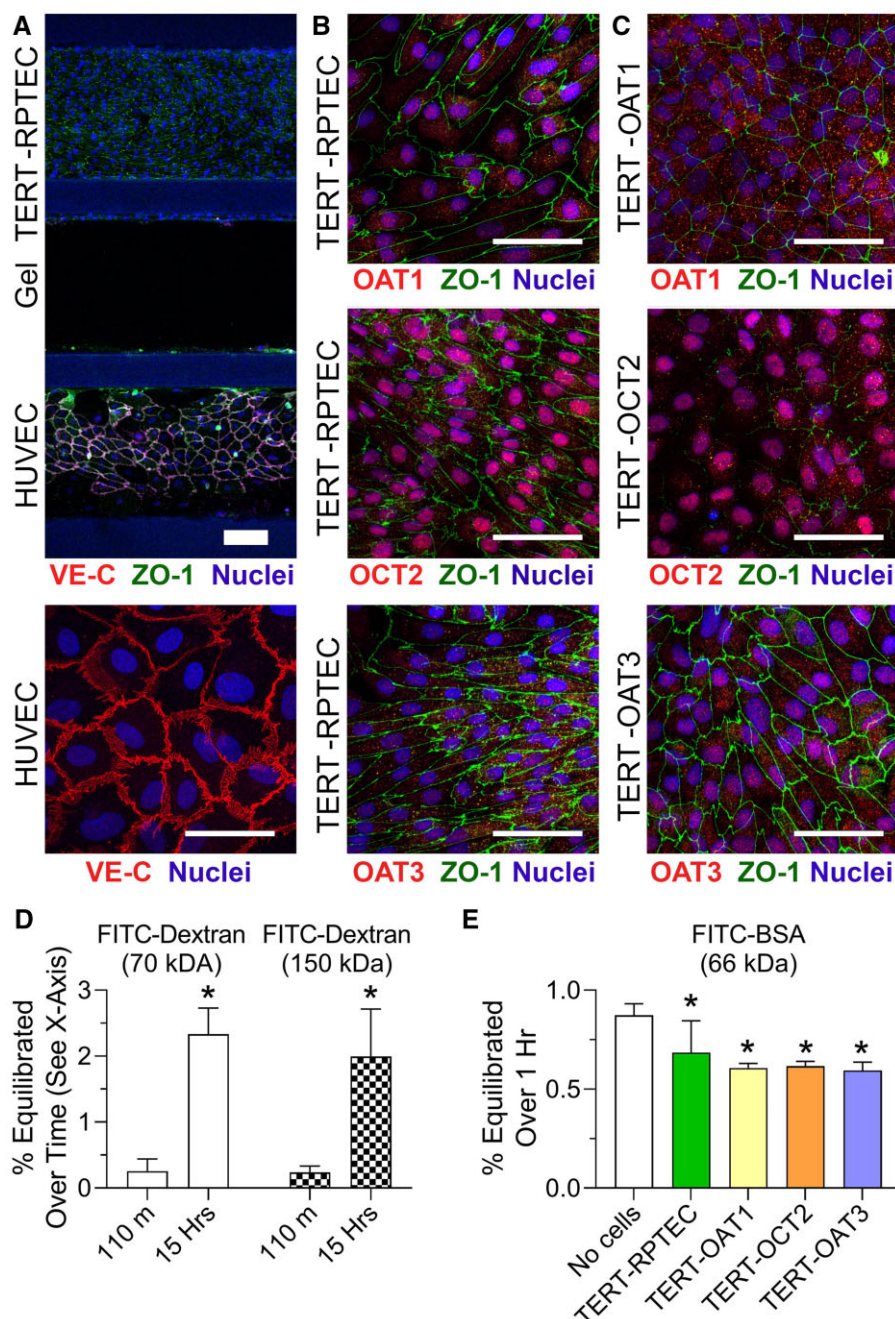 A
TERT -RPTEC
Gel
HUVEC
VE-C ZO-1 Nuclei
HUVEC
VE-C Nuclei
B
TERT -RPTEC
OAT1 ZO-1 Nuclei
TERT -RPTEC
OCT2 ZO-1 Nuclei
TERT -RPTEC
OAT3 ZO-1 Nuclei
C
TERT -OAT1
OAT1 ZO-1 Nuclei
TERT -OCT2
OCT2 ZO-1 Nuclei
TERT -OAT3
OAT3 ZO-1 Nuclei
D
FITC-Dextran FITC-Dextran
(70 kDA) (150 kDa)
% Equilibrated
Over Time (See X-Axis)
3
2
1
0
* *
110 m 15 Hrs 110 m 15 Hrs
E
FITC-BSA
(66 kDa)
% Equilibrated
Over 1 Hr
1.0
0.5
0.0
* * * *
No cells
TERT-RPTEC
TERT-OAT1
TERT-OCT2
TERT-OAT3